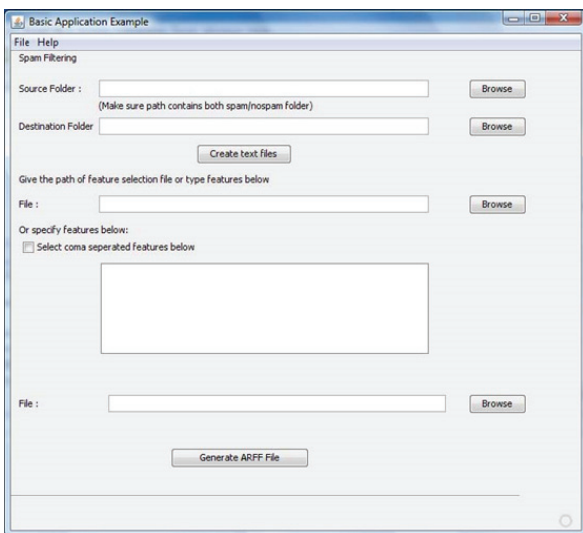 Basic Application Example
File Help
Spam Filtering
Source Folder : Browse
(Make sure path contains both spam/nospam folder)
Destination Folder Browse
Create text files
Give the path of feature selection file or type features below
File : Browse
Or specify features below:
Select coma seperated features below
File : Browse
Generate ARFF File